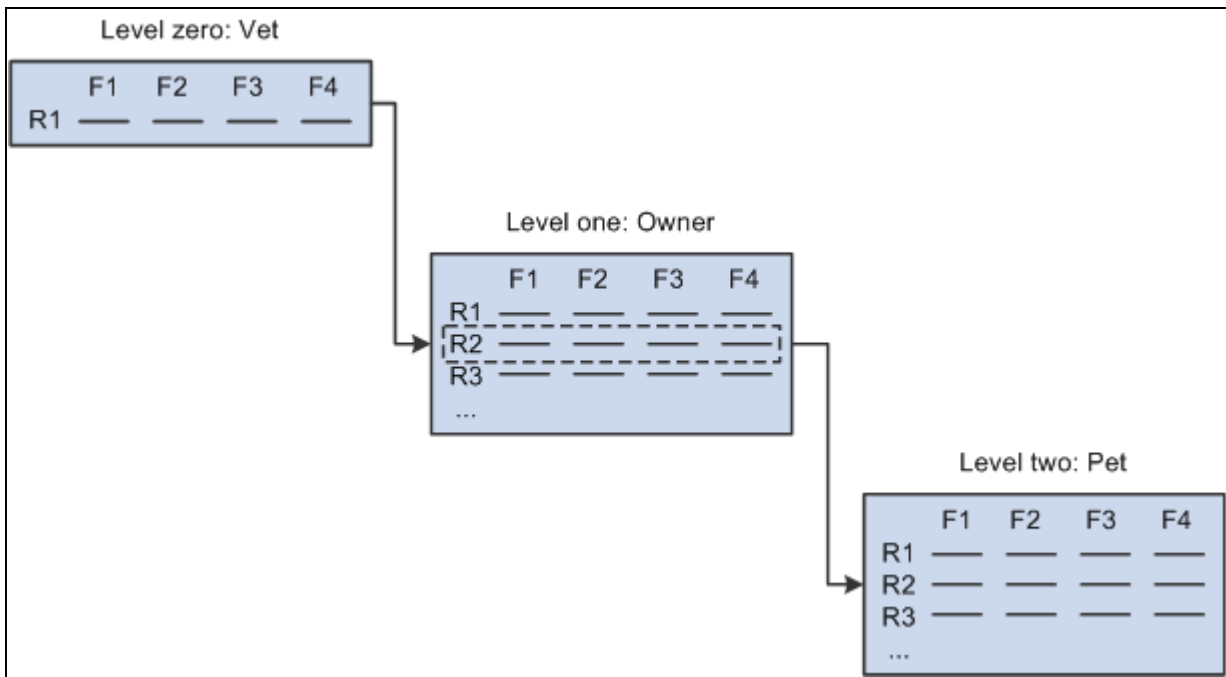 Level zero: Vet
F1 F2 F3 F4
R1
Level one: Owner
F1 F2 F3 F4
R1
R2
R3
...
Level two: Pet
F1 F2 F3 F4
R1
R2
R3
...